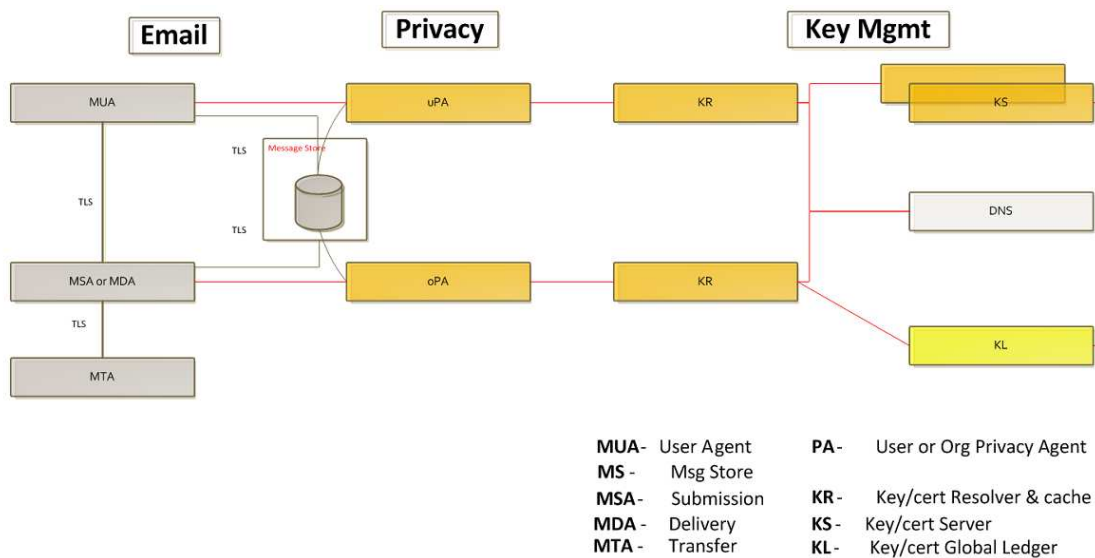 Email
Privacy
Key Mgmt
MUA
uPA
KR
KS
TLS
Message Store
TLS
DNS
TLS
MSA or MDA
oPA
KR
TLS
KL
MTA
MUA- User Agent
PA- User or Org Privacy Agent
MS - Msg Store
MSA- Submission
KR- Key/cert Resolver & cache
MDA - Delivery
KS- Key/cert Server
MTA - Transfer
KL- Key/cert Global Ledger